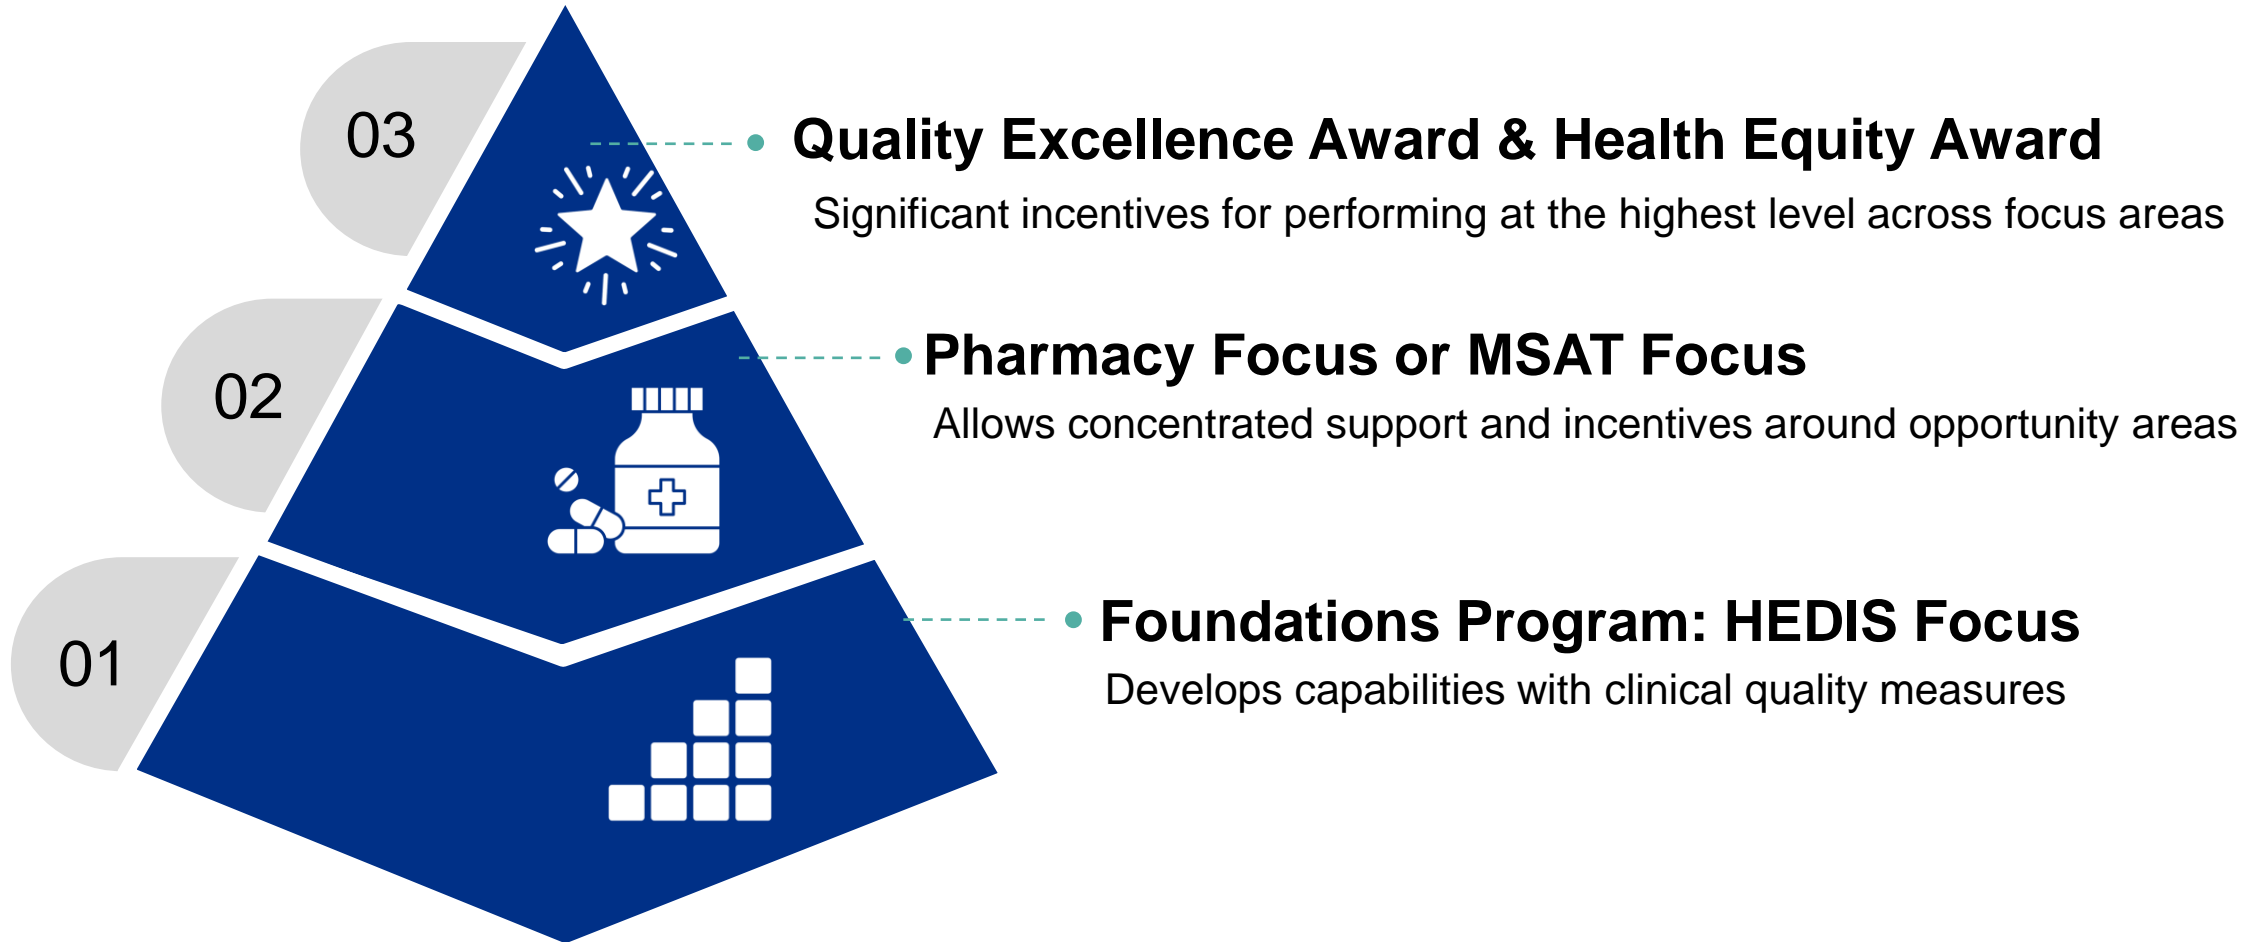 03
Quality Excellence Award & Health Equity Award
Significant incentives for performing at the highest level across focus areas
02
Pharmacy Focus or MSAT Focus
Allows concentrated support and incentives around opportunity areas
01
Foundations Program: HEDIS Focus
Develops capabilities with clinical quality measures